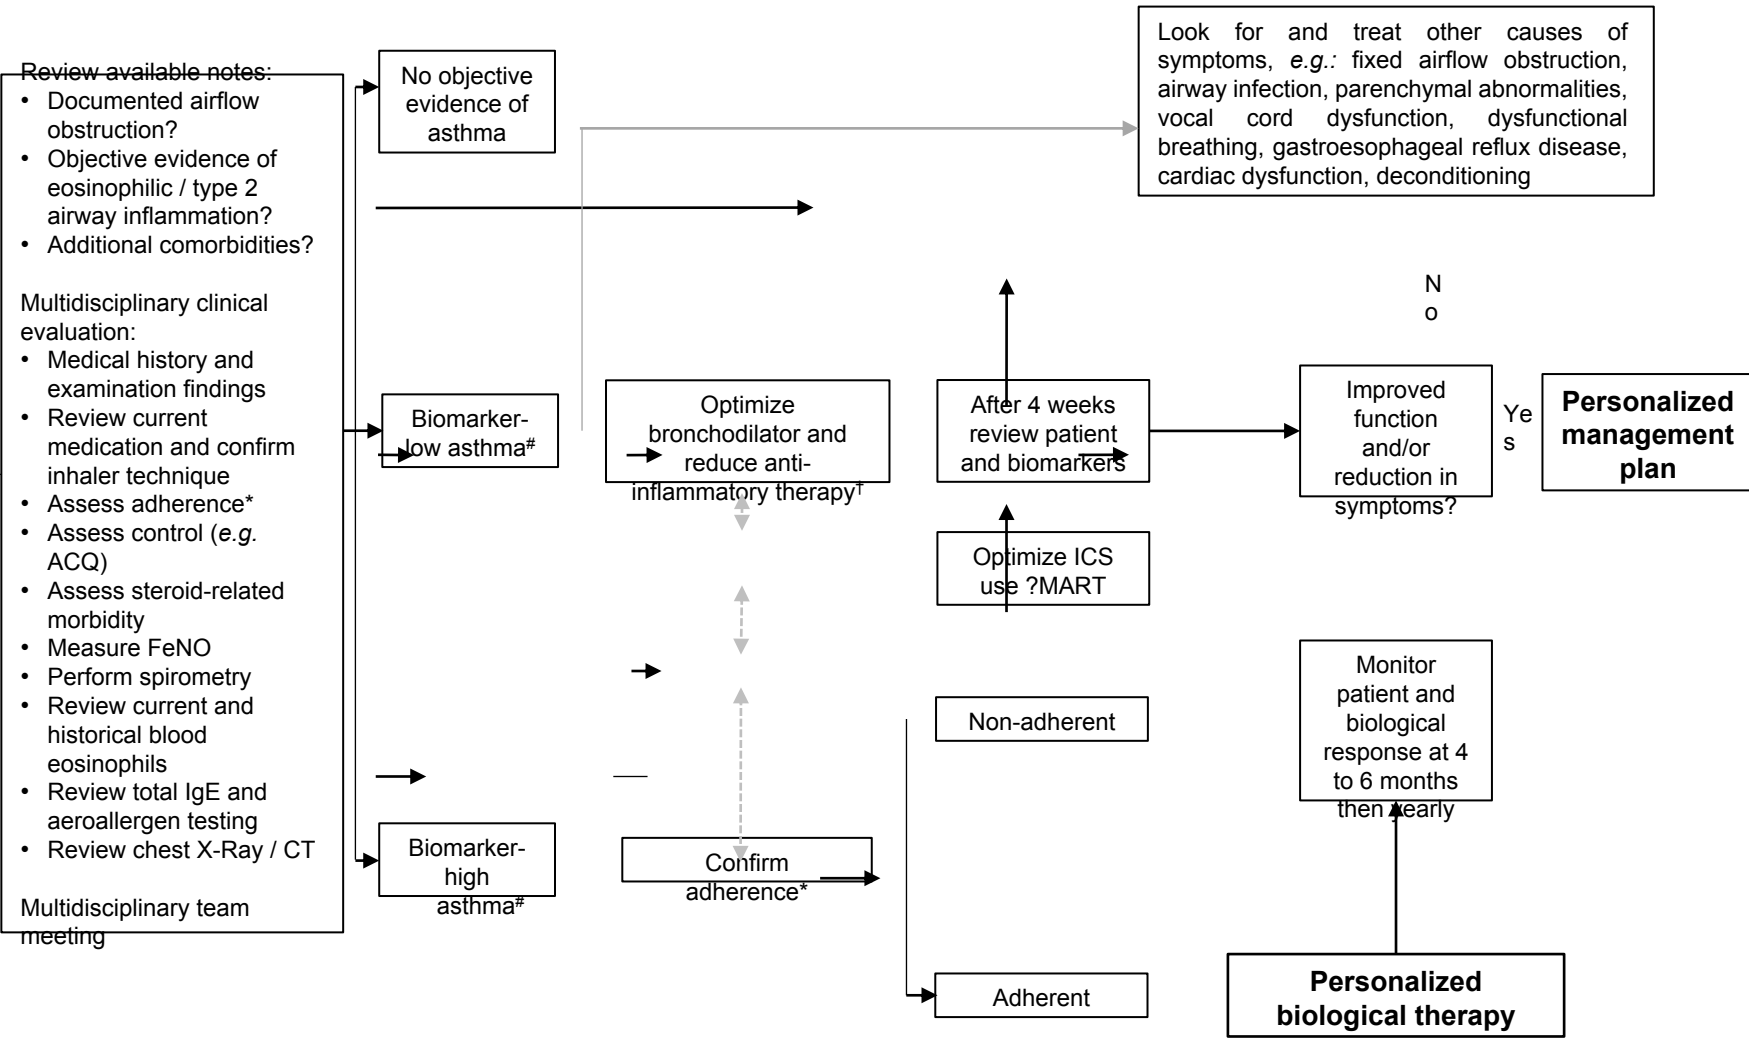 Review available notes:
• Documented airflow
obstruction?
• Objective evidence of
eosinophilic / type 2
airway inflammation?
• Additional comorbidities?
Multidisciplinary clinical
evaluation:
• Medical history and
examination findings
• Review current
medication and confirm
inhaler technique
• Assess adherence*
• Assess control (e.g.
ACQ)
• Assess steroid-related
morbidity
• Measure FeNO
• Perform spirometry
• Review current and
historical blood
eosinophils
• Review total IgE and
aeroallergen testing
• Review chest X-Ray / CT
Multidisciplinary team
meeting
No objective
evidence of
asthma
Look for and treat other causes of
symptoms, e.g.: fixed airflow obstruction,
airway infection, parenchymal abnormalities,
vocal cord dysfunction, dysfunctional
breathing, gastroesophageal reflux disease,
cardiac dysfunction, deconditioning
Biomarker-
low asthma#
Optimize
bronchodilator and
reduce anti-
inflammatory therapy†
After 4 weeks
review patient
and biomarkers
N
o
Improved
function
and/or
reduction in
symptoms?
Ye
s
Personalized
management
plan
Optimize ICS
use ?MART
Non-adherent
Monitor
patient and
biological
response at 4
to 6 months
then yearly
Biomarker-
high
asthma#
Confirm
adherence*
Adherent
Personalized
biological therapy